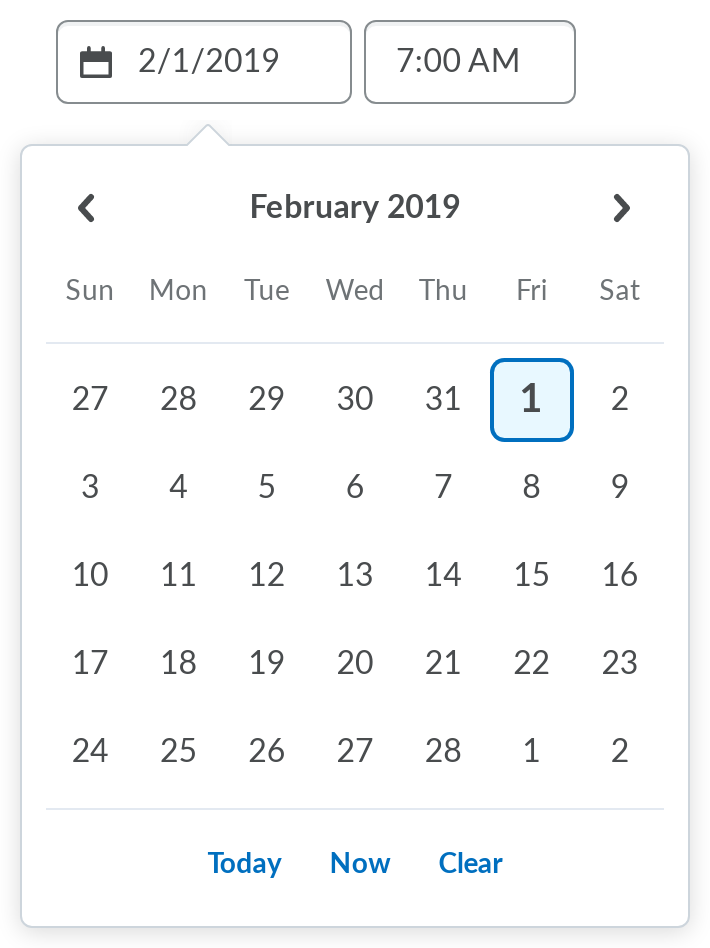 2/1/2019 7:00 AM
February 2019
Sun Mon Tue Wed Thu Fri Sat
27 28 29 30 31 1 2
3 4 5 6 7 8 9
10 11 12 13 14 15 16
17 18 19 20 21 22 23
24 25 26 27 28 1 2
Today Now Clear